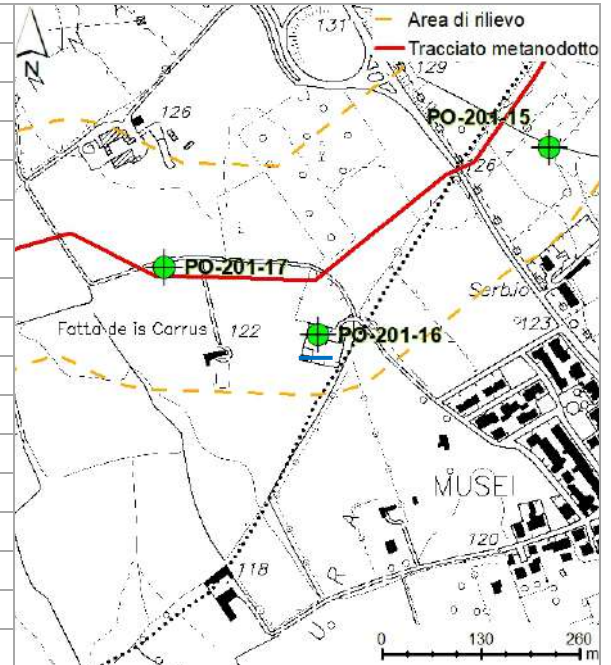 Area di rilievo
Tracciato metanodotto
N
131
129
126
PO-201-15
126
PO-201-17
Serbio
Fatta de is Carrus 122
PO-201-16
123
MUSEI
120
118
U R A
0 130 260
m